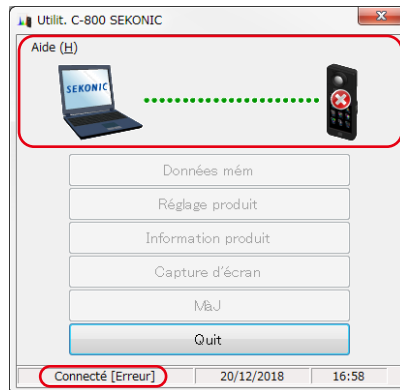 Utilit. C-800 SEKONIC
Aide (H)
SEKONIC
Données mém
Réglage produit
Information produit
Capture d'écran
MàJ
Quit
Connecté [Erreur] 20/12/2018 16:58